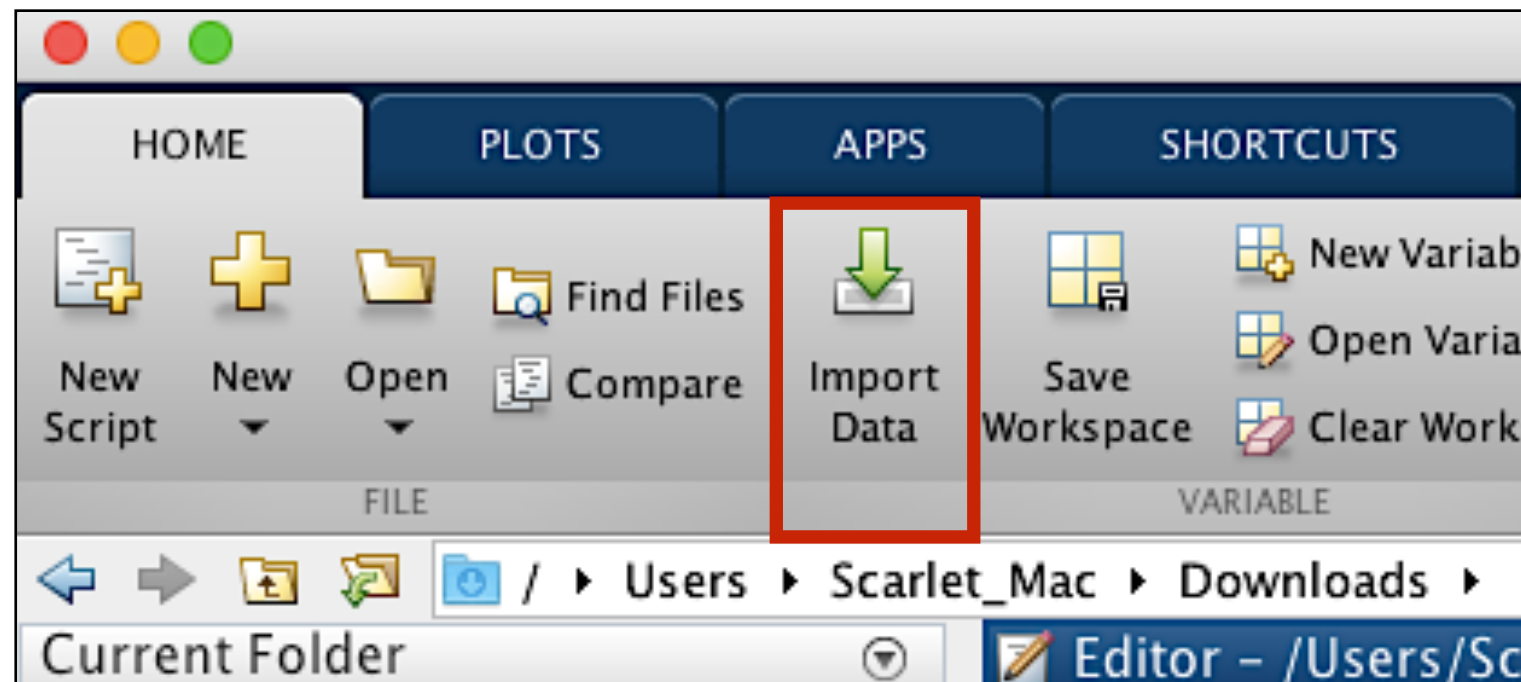 HOME PLOTS APPS SHORTCUTS
New Script
New
Open
Find Files
Compare
Import Data
Save Workspace
New Variab
Open Varia
Clear Work
FILE VARIABLE
/ Users Scarlet_Mac Downloads
Current Folder
Editor – /Users/Sc